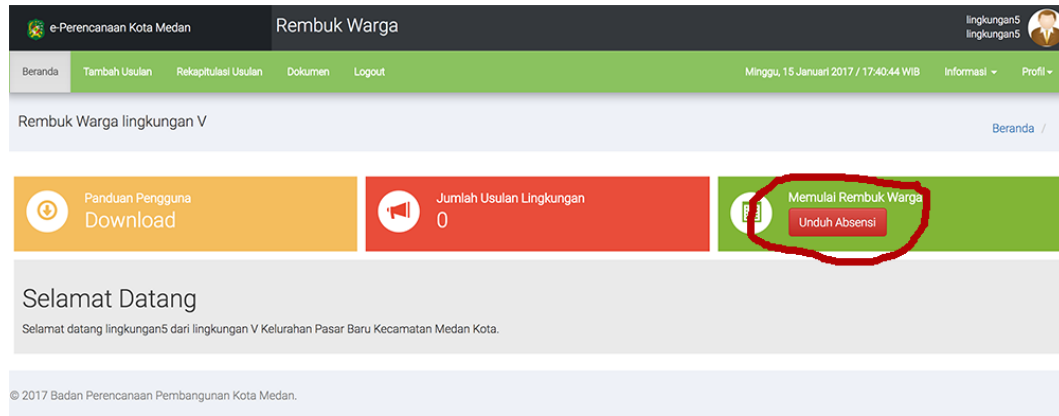 e-Perencanaan Kota Medan
Rembuk Warga
lingkungan5
lingkungan5
Beranda Tambah Usulan Rekapitulasi Usulan Dokumen Logout Minggu, 15 Januari 2017 / 17:40:44 WIB Informasi Profil
Rembuk Warga lingkungan V
Beranda /
Panduan Pengguna
Download
Jumlah Usulan Lingkungan
0
Memulai Rembuk Warga
Unduh Absensi
Selamat Datang
Selamat datang lingkungan5 dari lingkungan V Kelurahan Pasar Baru Kecamatan Medan Kota.
© 2017 Badan Perencanaan Pembangunan Kota Medan.